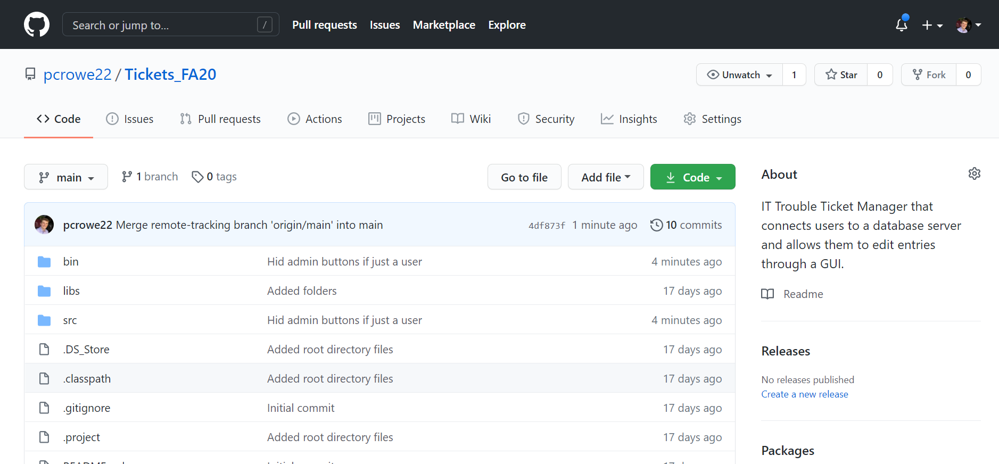 Search or jump to... /
Pull requests Issues Marketplace Explore
pcrowe22 / Tickets_FA20
Unwatch 1 Star 0 Fork 0
Code Issues Pull requests Actions Projects Wiki Security Insights Settings
main 1 branch 0 tags Go to file Add file Code
pcrowe22 Merge remote-tracking branch 'origin/main' into main 4df873f 1 minute ago 10 commits
bin Hid admin buttons if just a user 4 minutes ago
libs Added folders 17 days ago
src Hid admin buttons if just a user 4 minutes ago
.DS_Store Added root directory files 17 days ago
.classpath Added root directory files 17 days ago
.gitignore Initial commit 17 days ago
.project Added root directory files 17 days ago
About
IT Trouble Ticket Manager that
connects users to a database server
and allows them to edit entries
through a GUI.
Readme
Releases
No releases published
Create a new release
Packages